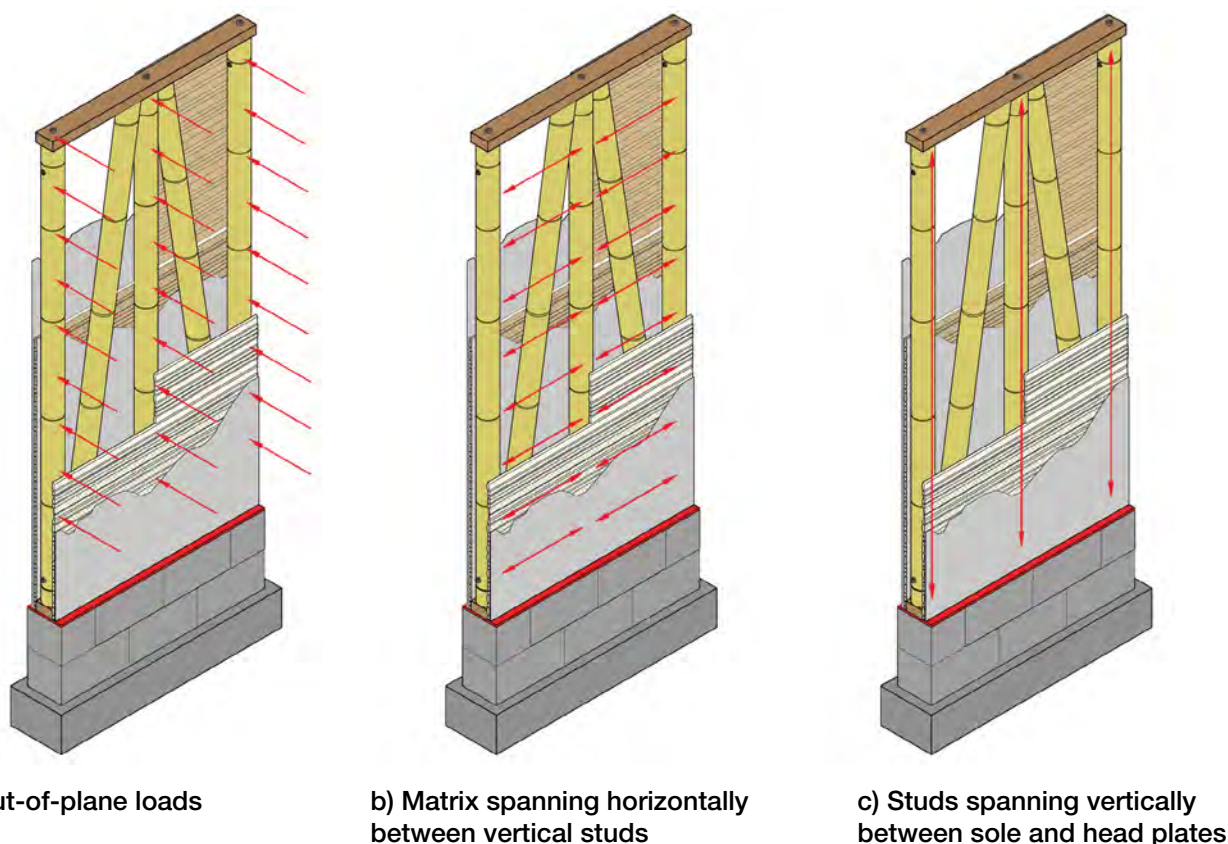 ut-of-plane loads
b) Matrix spanning horizontally
between vertical studs
c) Studs spanning vertically
between sole and head plates